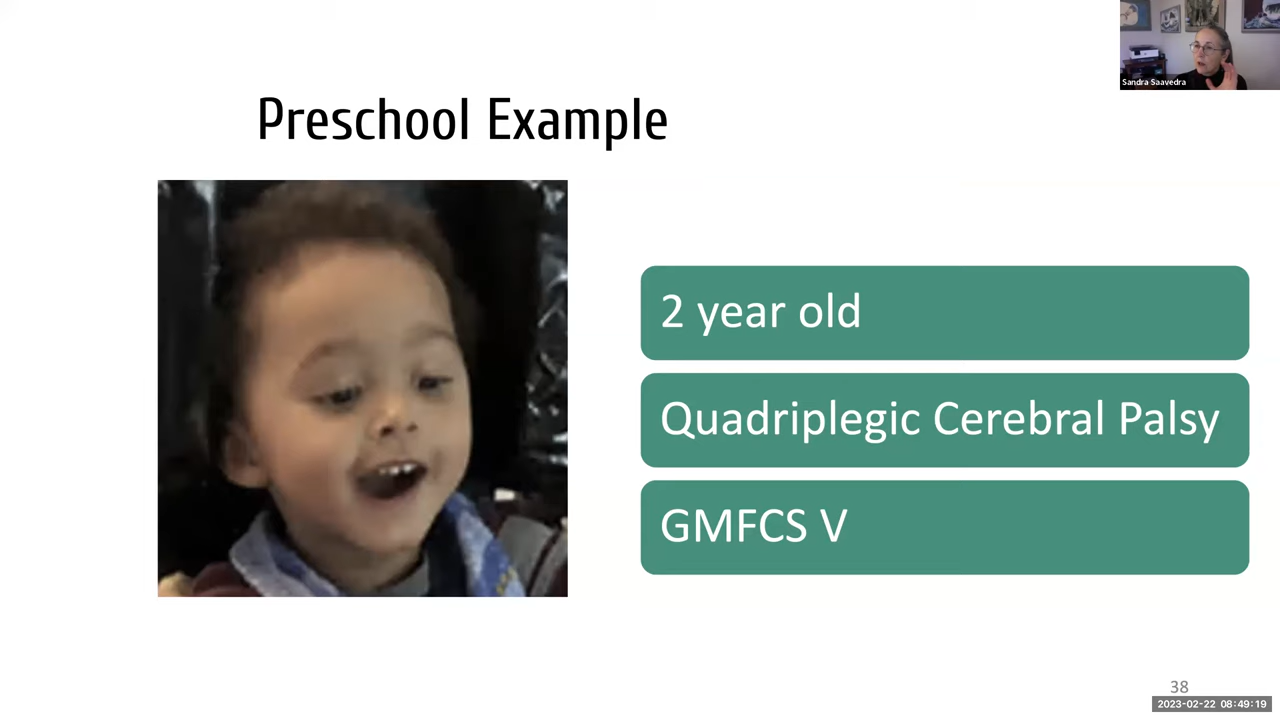 Sandra Saavedra
Preschool Example
2 year old
Quadriplegic Cerebral Palsy
GMFCS V
38
2023-02-22 08:49:19